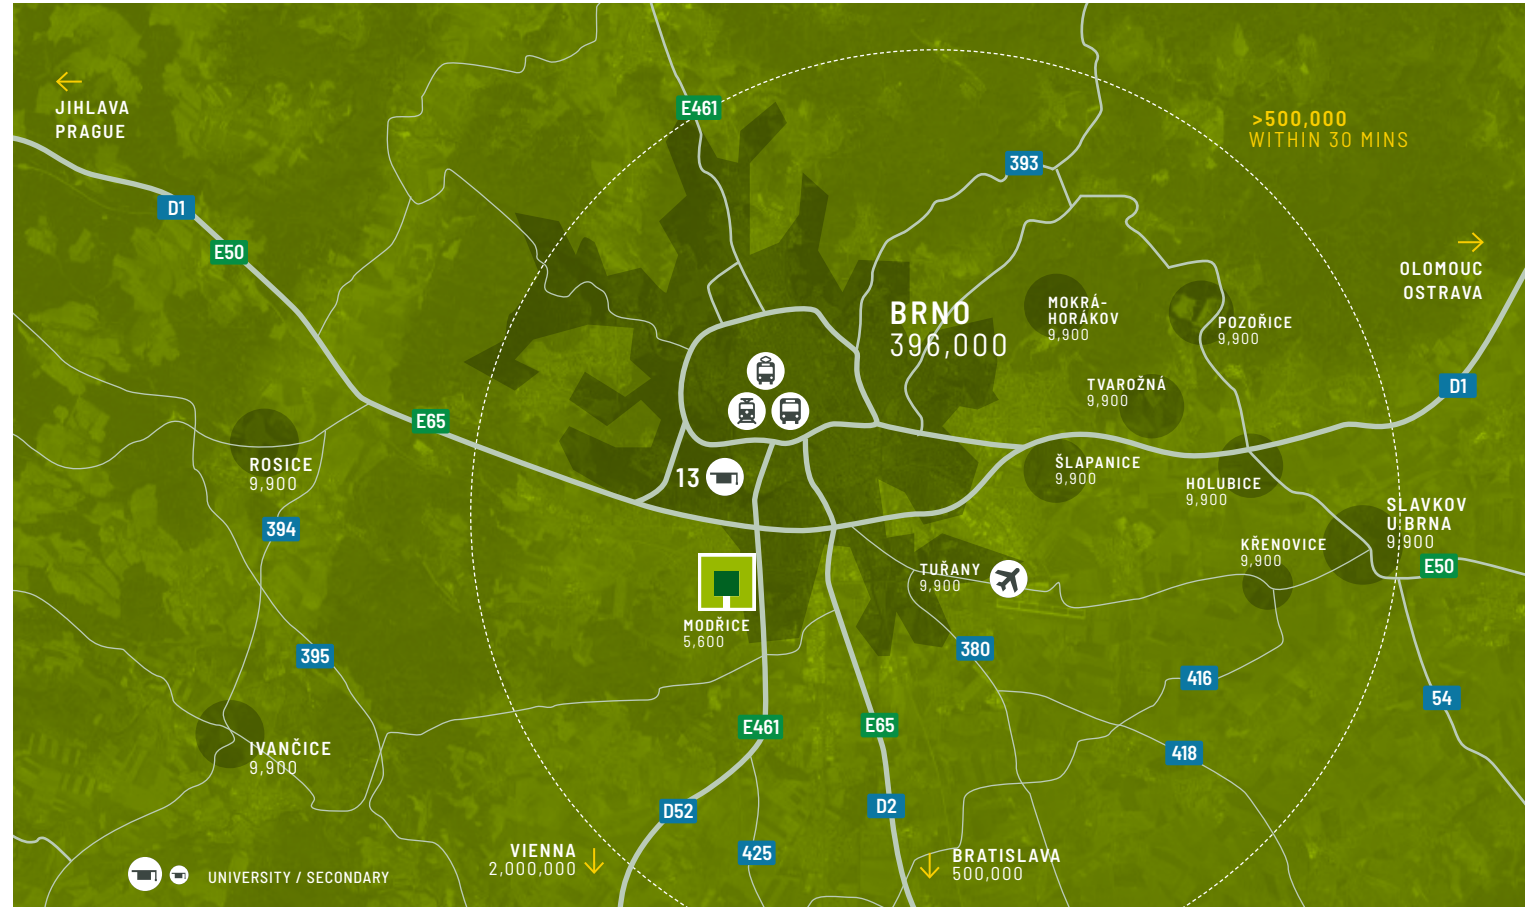 JIHLAVA
PRAGUE
E461
>500,000
WITHIN 30 MINS
393
D1
E50
OLOMOUC
OSTRAVA
BRNO
396,000
MOKRÁ-
HORÁKOV
9,900
POZOŘICE
9,900
TVAROŽNÁ
9,900
D1
E65
ROSICE
9,900
13
ŠLAPANICE
9,900
HOLUBICE
9,900
SLAVKOV
U BRNA
9,900
394
KŘENOVICE
9,900
E50
TUŘANY
9,900
MODŘICE
5,600
395
380
416
54
IVANČICE
9,900
E461
E65
418
D52
D2
425
VIENNA
2,000,000
BRATISLAVA
500,000
UNIVERSITY / SECONDARY